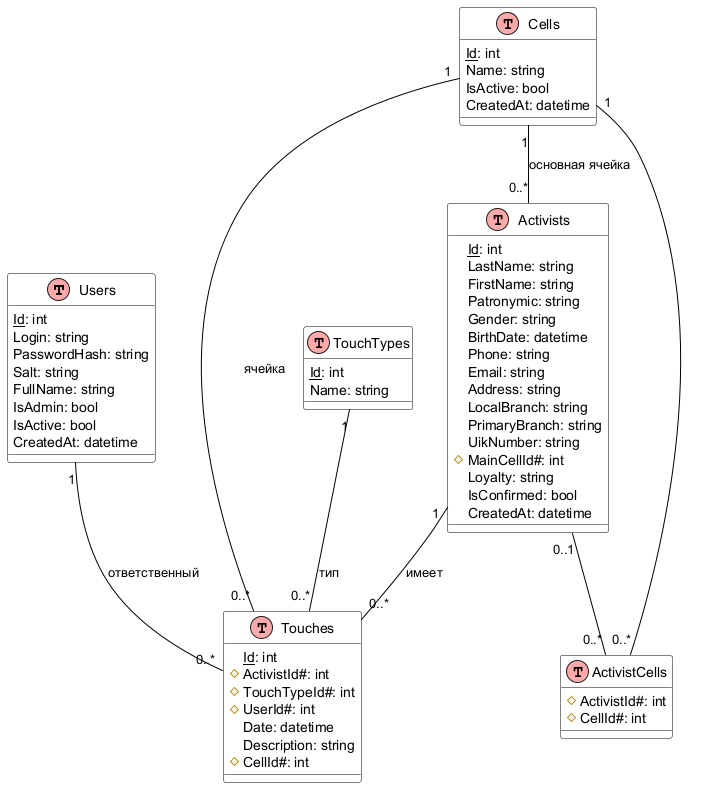 T Cells
Id: int
Name: string
IsActive: bool
CreatedAt: datetime
1
1
1
основная ячейка
0..*
T Activists
Id: int
LastName: string
FirstName: string
Patronymic: string
Gender: string
BirthDate: datetime
Phone: string
Email: string
Address: string
LocalBranch: string
PrimaryBranch: string
UikNumber: string
MainCellId#: int
Loyalty: string
IsConfirmed: bool
CreatedAt: datetime
T Users
Id: int
Login: string
PasswordHash: string
Salt: string
FullName: string
IsAdmin: bool
IsActive: bool
CreatedAt: datetime
ячейка
T TouchTypes
Id: int
Name: string
1
1
1
0..1
ответственный
тип
имеет
0..*
0..*
0..*
0..*
0..*
0..*
T Touches
Id: int
ActivistId#: int
TouchTypeId#: int
UserId#: int
Date: datetime
Description: string
CellId#: int
T ActivistCells
ActivistId#: int
CellId#: int